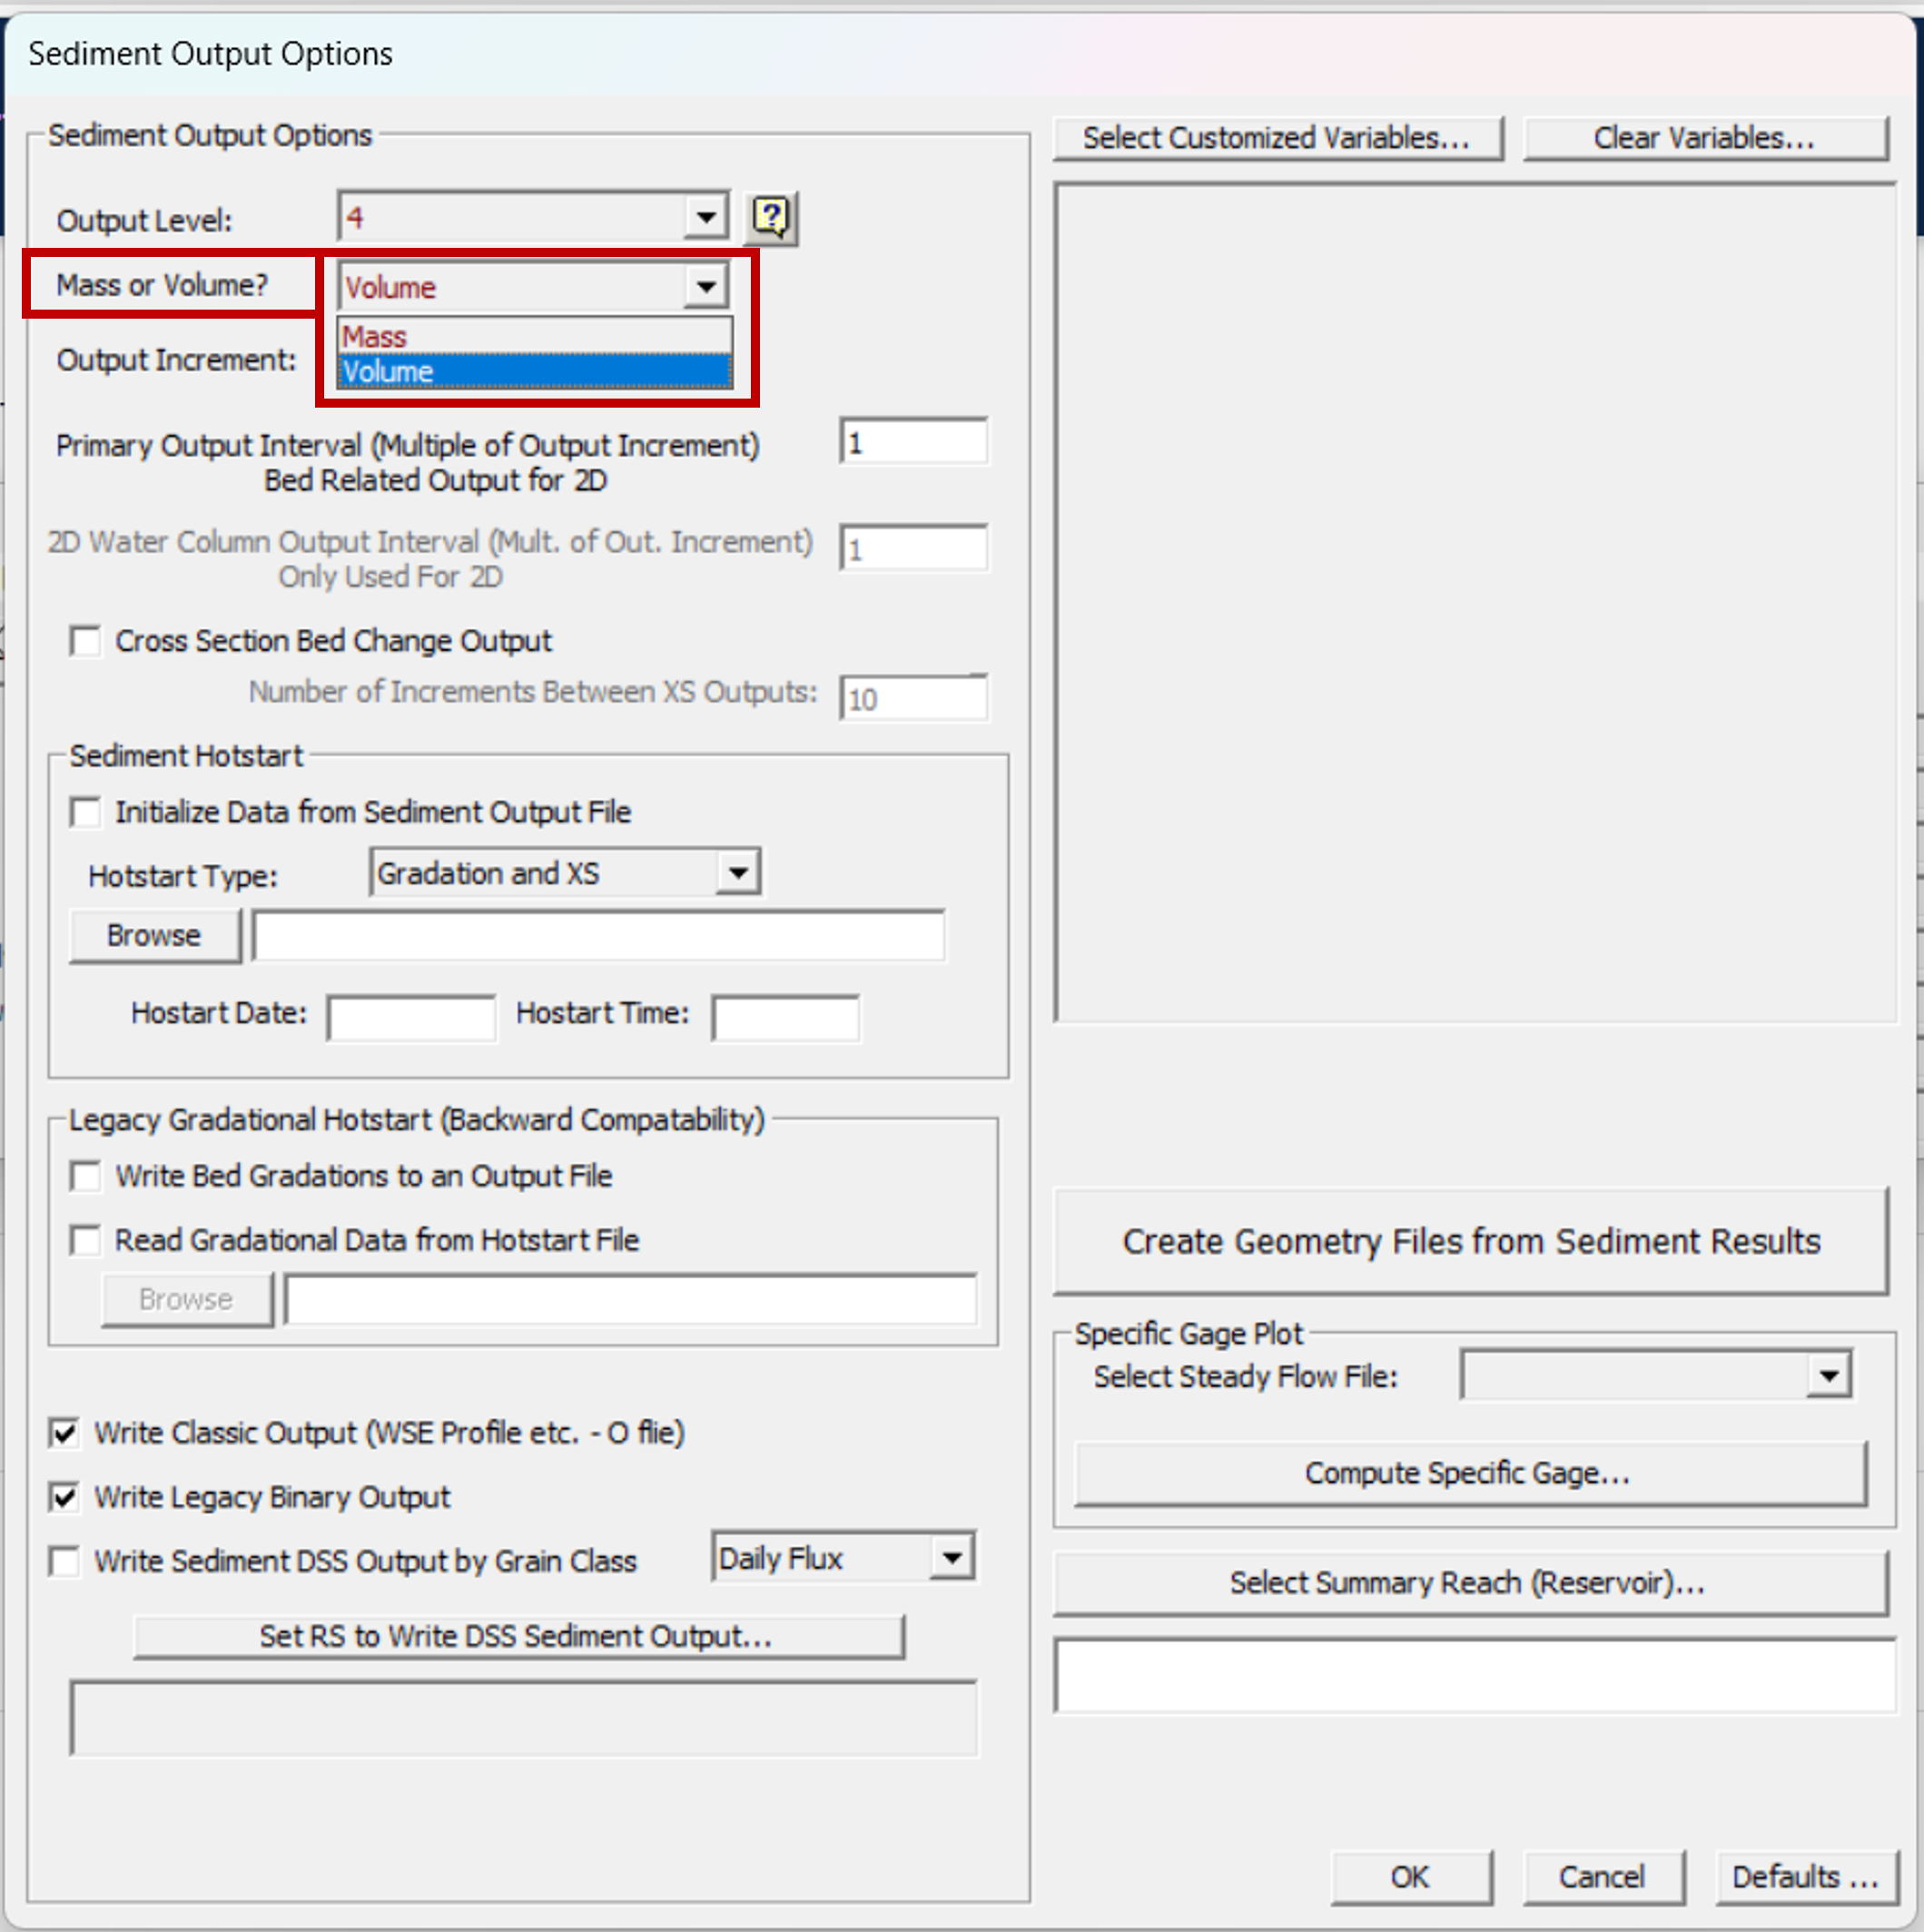 Sediment Output Options
Sediment Output Options
Output Level:
4
?
Mass or Volume?
Volume
Mass
Volume
Output Increment:
Primary Output Interval (Multiple of Output Increment)
Bed Related Output for 2D
1
2D Water Column Output Interval (Mult. of Out. Increment)
Only Used For 2D
1
Cross Section Bed Change Output
Number of Increments Between XS Outputs:
10
Sediment Hotstart
Initialize Data from Sediment Output File
Hotstart Type:
Gradation and XS
Browse
Hostart Date:
Hostart Time:
Legacy Gradational Hotstart (Backward Compatability)
Write Bed Gradations to an Output File
Read Gradational Data from Hotstart File
Browse
Write Classic Output (WSE Profile etc. - O flie)
Write Legacy Binary Output
Write Sediment DSS Output by Grain Class
Daily Flux
Set RS to Write DSS Sediment Output...
Select Customized Variables...
Clear Variables...
Create Geometry Files from Sediment Results
Specific Gage Plot
Select Steady Flow File:
Compute Specific Gage...
Select Summary Reach (Reservoir)...
OK
Cancel
Defaults ...